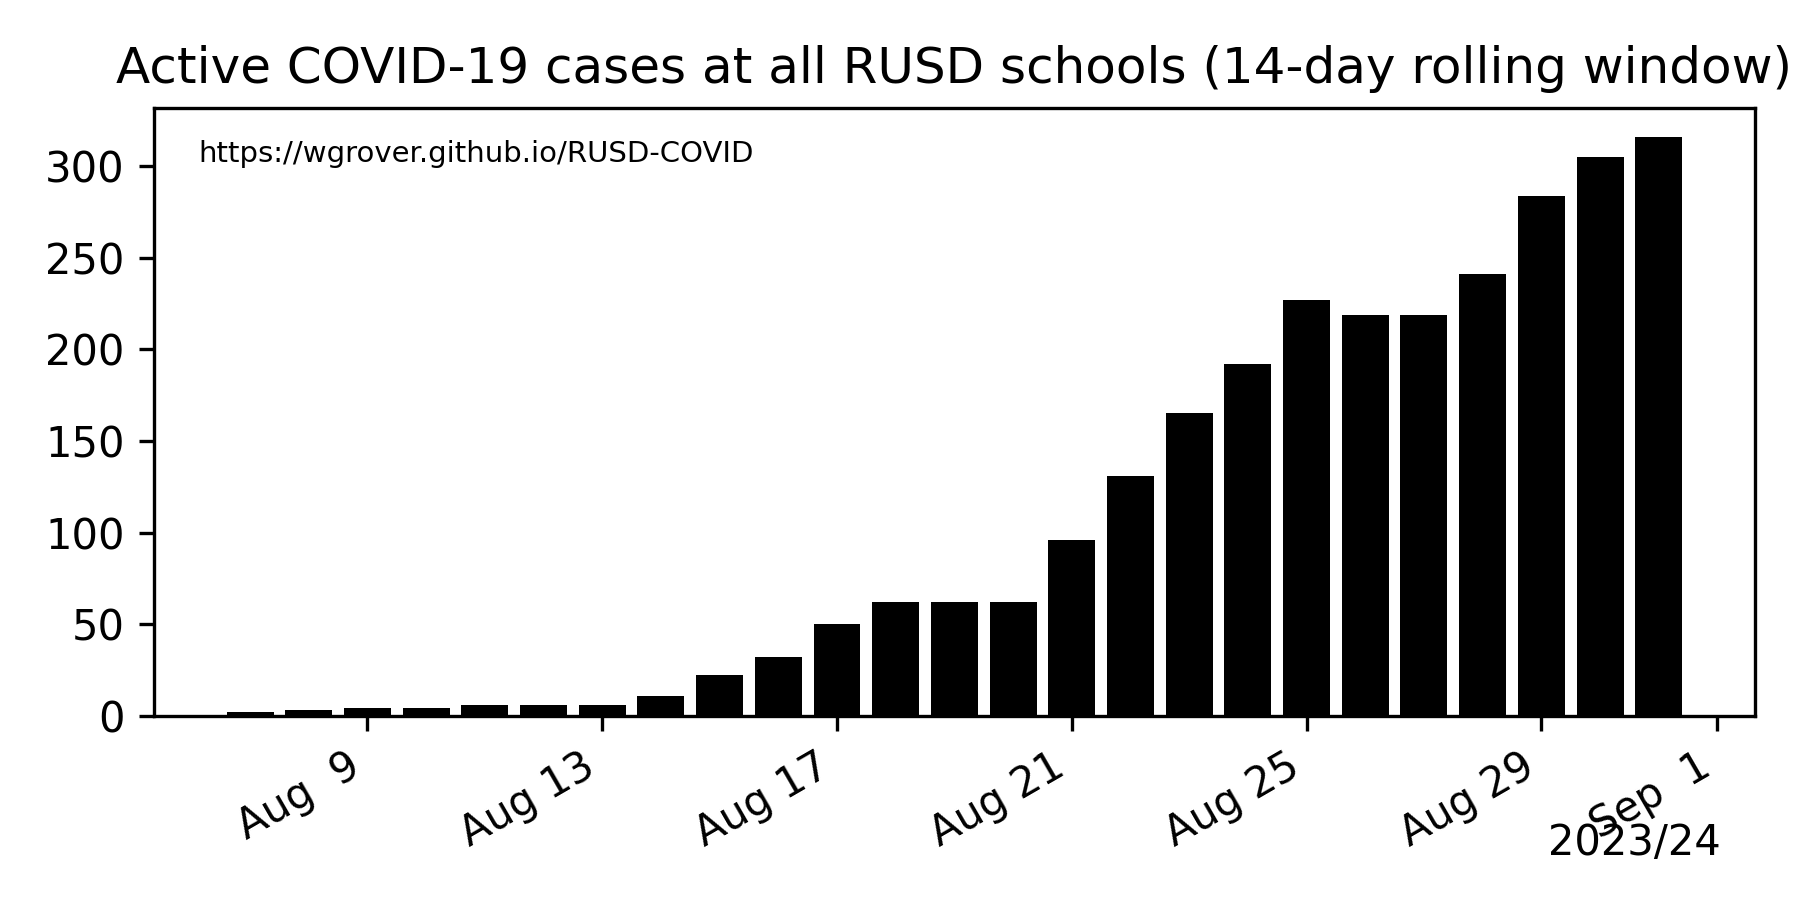 Active COVID-19 cases at all RUSD schools (14-day rolling window)
https://wgrover.github.io/RUSD-COVID
300
250
200
150
100
50
0
Aug  9
Aug 13
Aug 17
Aug 21
Aug 25
Aug 29
Sep  1
2023/24